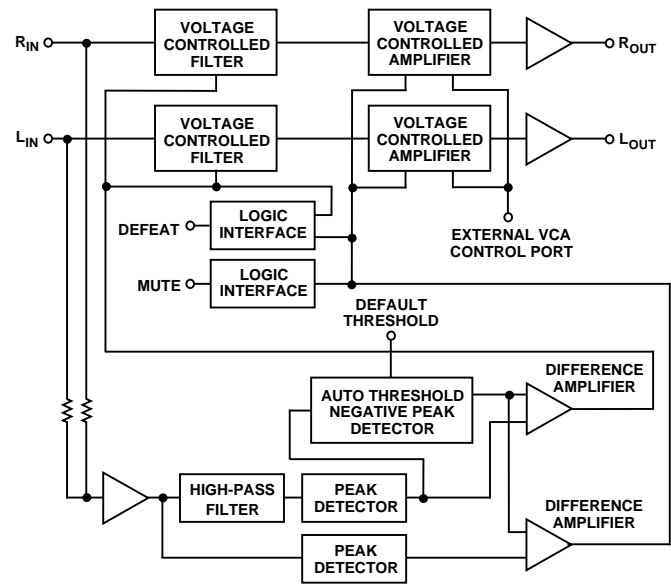 R_IN
VOLTAGE
CONTROLLED
FILTER
VOLTAGE
CONTROLLED
AMPLIFIER
R_OUT
L_IN
VOLTAGE
CONTROLLED
FILTER
VOLTAGE
CONTROLLED
AMPLIFIER
L_OUT
DEFEAT
LOGIC
INTERFACE
EXTERNAL VCA
CONTROL PORT
MUTE
LOGIC
INTERFACE
DEFAULT
THRESHOLD
AUTO THRESHOLD
NEGATIVE PEAK
DETECTOR
DIFFERENCE
AMPLIFIER
HIGH-PASS
FILTER
PEAK
DETECTOR
DIFFERENCE
AMPLIFIER
PEAK
DETECTOR